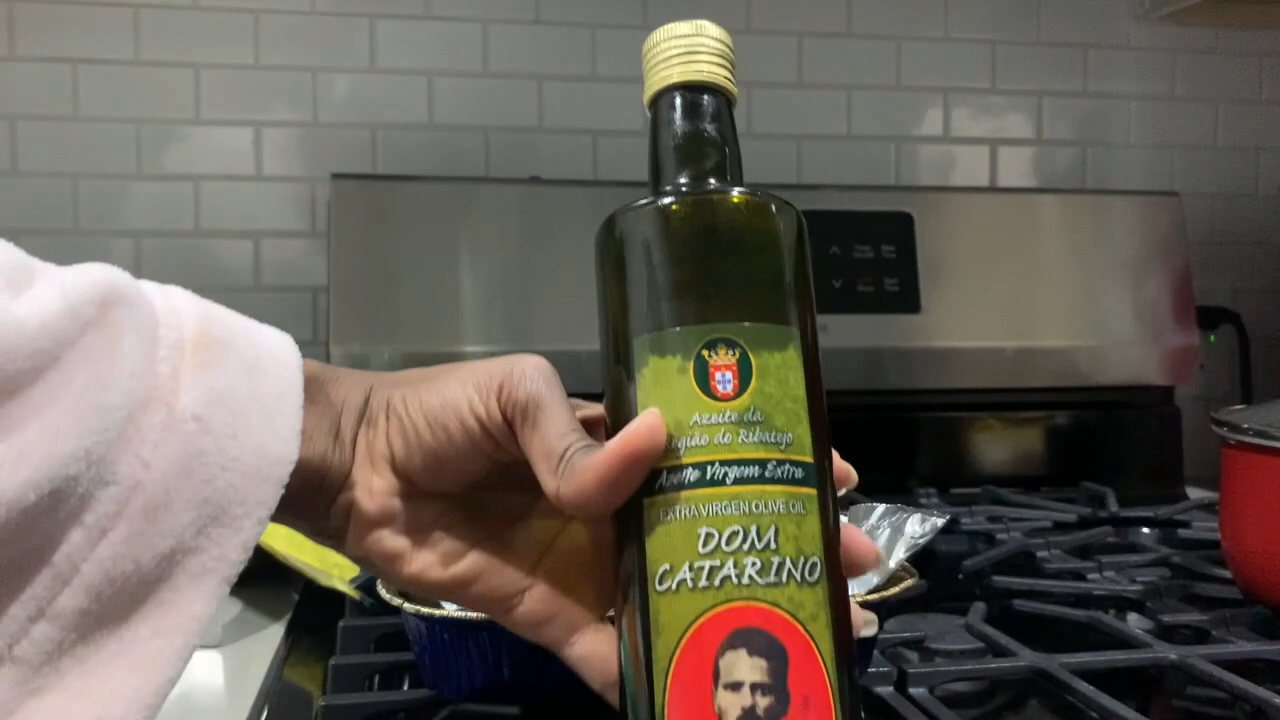 Azeite da
Região do Ribatejo
Azeite Virgem Extra
EXTRA VIRGEN OLIVE OIL
DOM
CATARINO